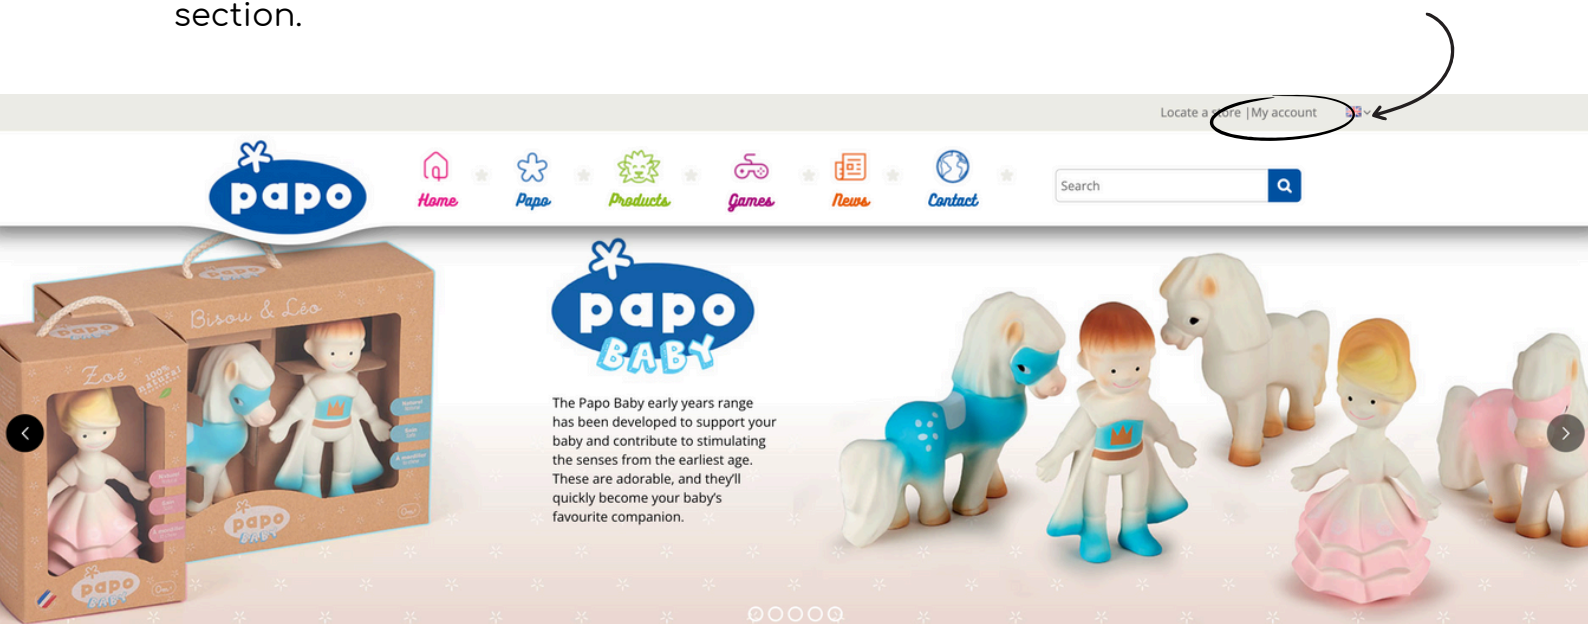 section.
Locate a store |My account
papo
Home
Papo
Products
Games
News
Contact
Search
papo
Bisou & Léo
papo
BABY
Zoé
100%
natural
papo
BABY
papo
BABY
The Papo Baby early years range
has been developed to support your
baby and contribute to stimulating
the senses from the earliest age.
These are adorable, and they'll
quickly become your baby's
favourite companion.